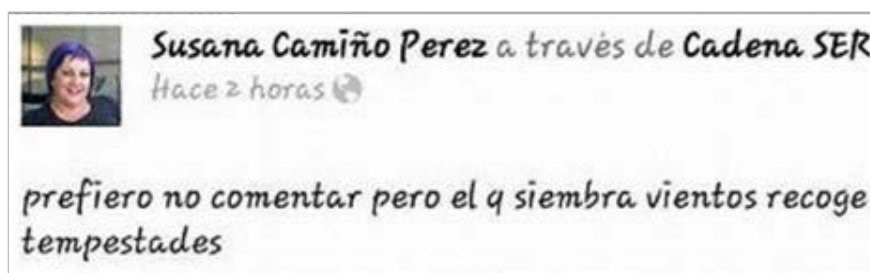 Susana Camiño Perez a través de Cadena SER
Hace 2 horas
prefiero no comentar pero el q siembra vientos recoge
tempestades